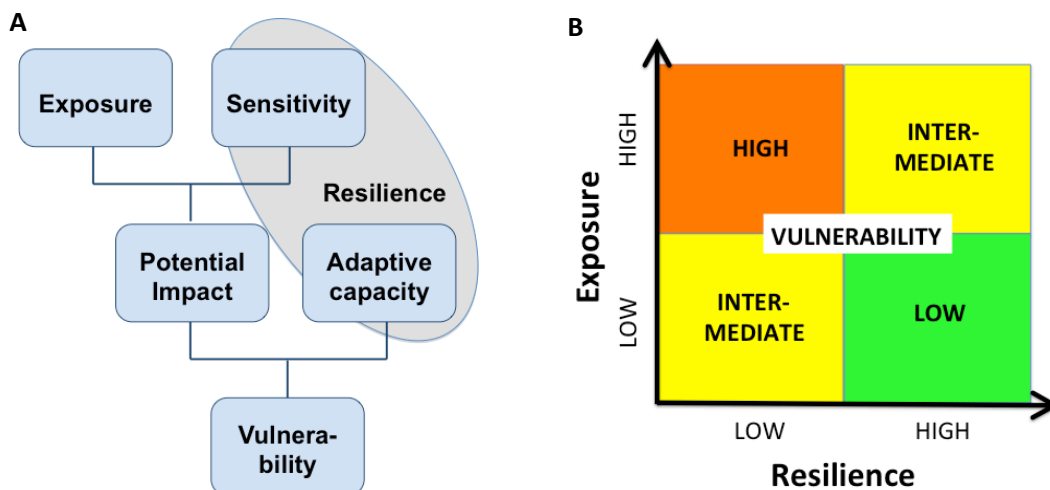 A
Exposure
Sensitivity
Resilience
Potential
Impact
Adaptive
capacity
Vulnera-
bility
B
Exposure
HIGH
LOW
HIGH
INTER-
MEDIATE
VULNERABILITY
INTER-
MEDIATE
LOW
LOW
HIGH
Resilience